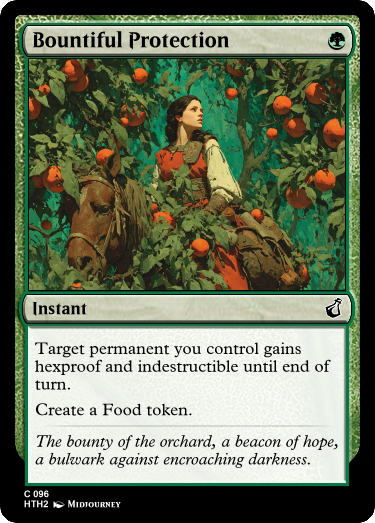 Bountiful Protection
Instant
Target permanent you control gains
hexproof and indestructible until end of
turn.
Create a Food token.
The bounty of the orchard, a beacon of hope,
a bulwark against encroaching darkness.
C 096
HTH2 Midjourney